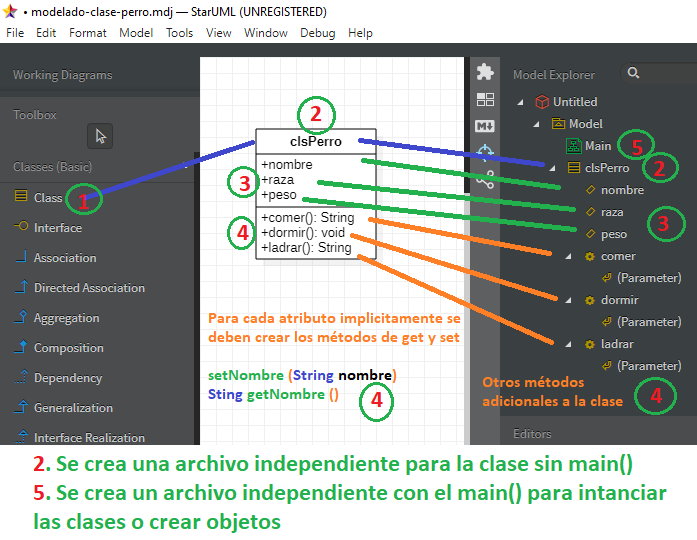 • modelado-clase-perro.mdj — StarUML (UNREGISTERED)
File Edit Format Model Tools View Window Debug Help
Working Diagrams
Toolbox
Classes (Basic)
Class 1
Interface
Association
Directed Association
Aggregation
Composition
Dependency
Generalization
Interface Realization
2
clsPerro
+nombre
+raza
+peso
3
+comer(): String
+dormir(): void
+ladrar(): String
4
Para cada atributo implicitamente se
deben crear los métodos de get y set
setNombre (String nombre)
Sting getNombre ()
4
M
Model Explorer
Untitled
Model
Main 5
clsPerro 2
nombre
raza
peso 3
comer
(Parameter)
dormir
(Parameter)
ladrar
(Parameter)
Otros métodos
adicionales a la clase 4
Editors
2. Se crea una archivo independiente para la clase sin main()
5. Se crea un archivo independiente con el main() para intanciar
las clases o crear objetos